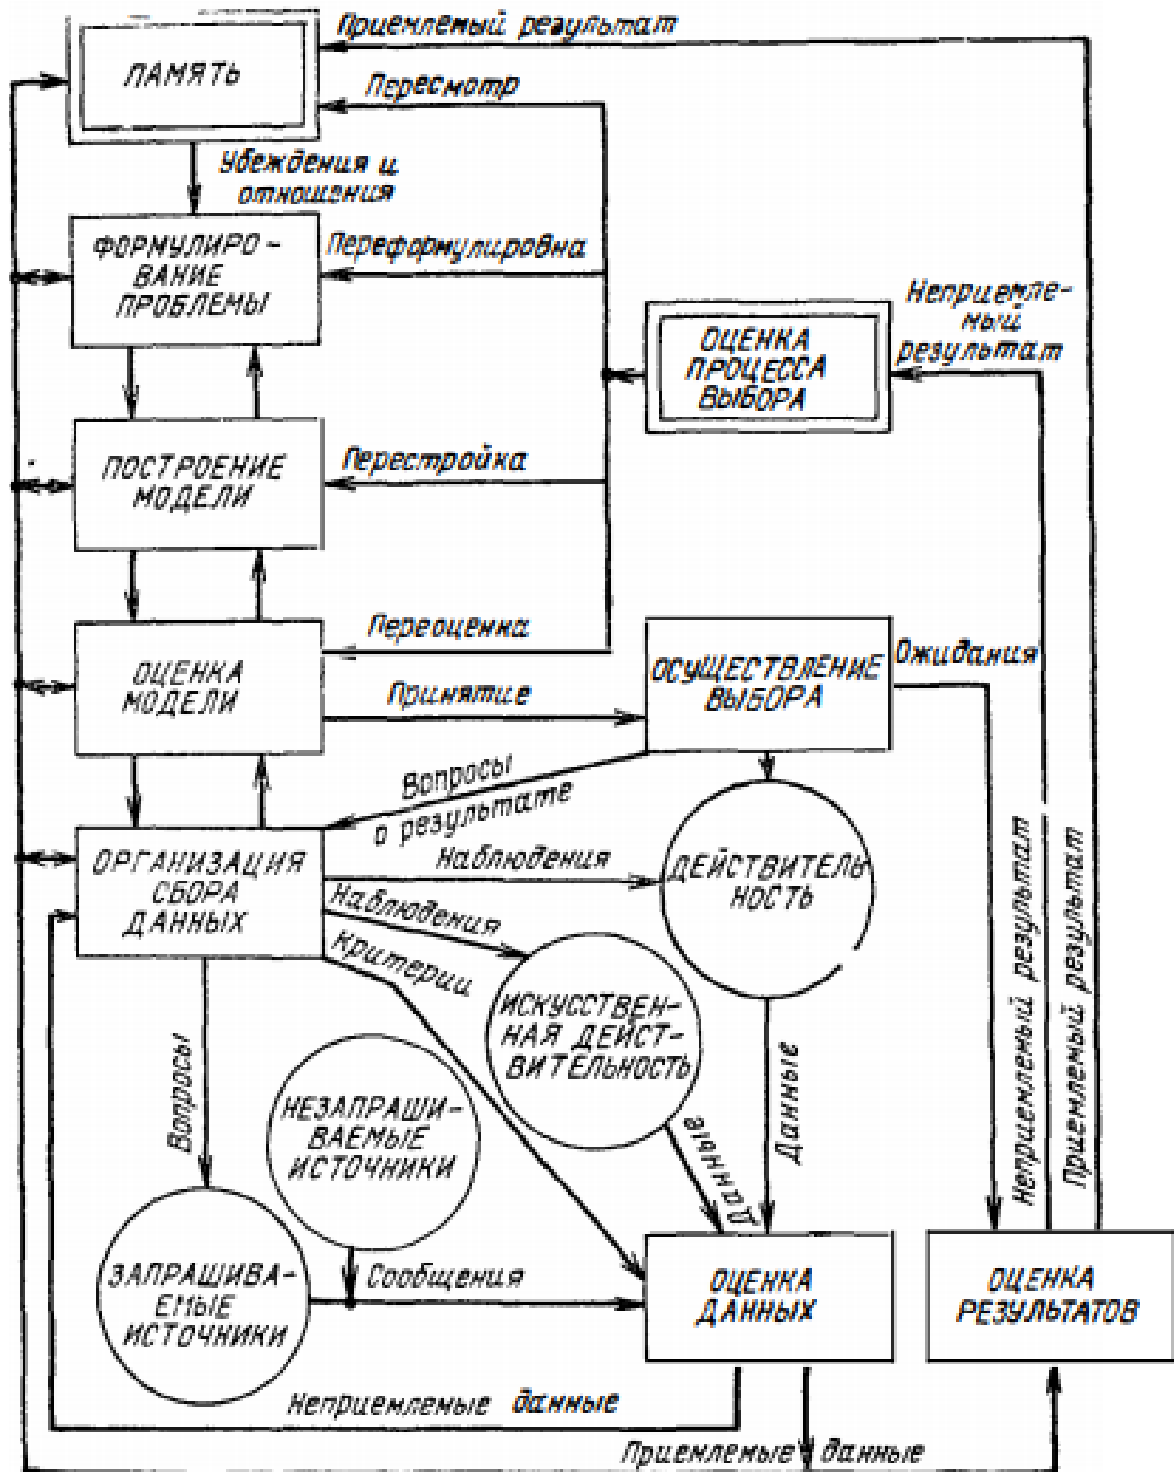 Приемлемый результат
ПАМЯТЬ
Пересмотр
Убеждения и
отношения
ФОРМУЛИРО-
ВАНИЕ
ПРОБЛЕМЫ
Переформулировна
Неприемле-
мый
результат
ОЦЕНКА
ПРОЦЕССА
ВЫБОРА
ПОСТРОЕНИЕ
МОДЕЛИ
Перестройка
Переоценка
ОЦЕНКА
МОДЕЛИ
Принятие
ОСУЩЕСТВЛЕНИЕ
ВЫБОРА
Ожидания
Вопросы
о результате
ОРГАНИЗАЦИЯ
СБОРА
ДАННЫХ
Наблюдения
ДЕЙСТВИТЕЛЬ
НОСТЬ
Наблюдения
Критерии
ИСКУССТВЕН-
НАЯ ДЕЙСТ-
ВИТЕЛЬНОСТЬ
Вопросы
НЕЗАПРАШИ-
ВАЕМЫЕ
ИСТОЧНИКИ
Данные
Данные
Неприемлемый результат
Приемлемый результат
ЗАПРАШИВА-
ЕМЫЕ
ИСТОЧНИКИ
Сообщения
ОЦЕНКА
ДАННЫХ
ОЦЕНКА
РЕЗУЛЬТАТОВ
Неприемлемые данные
Приемлемые данные